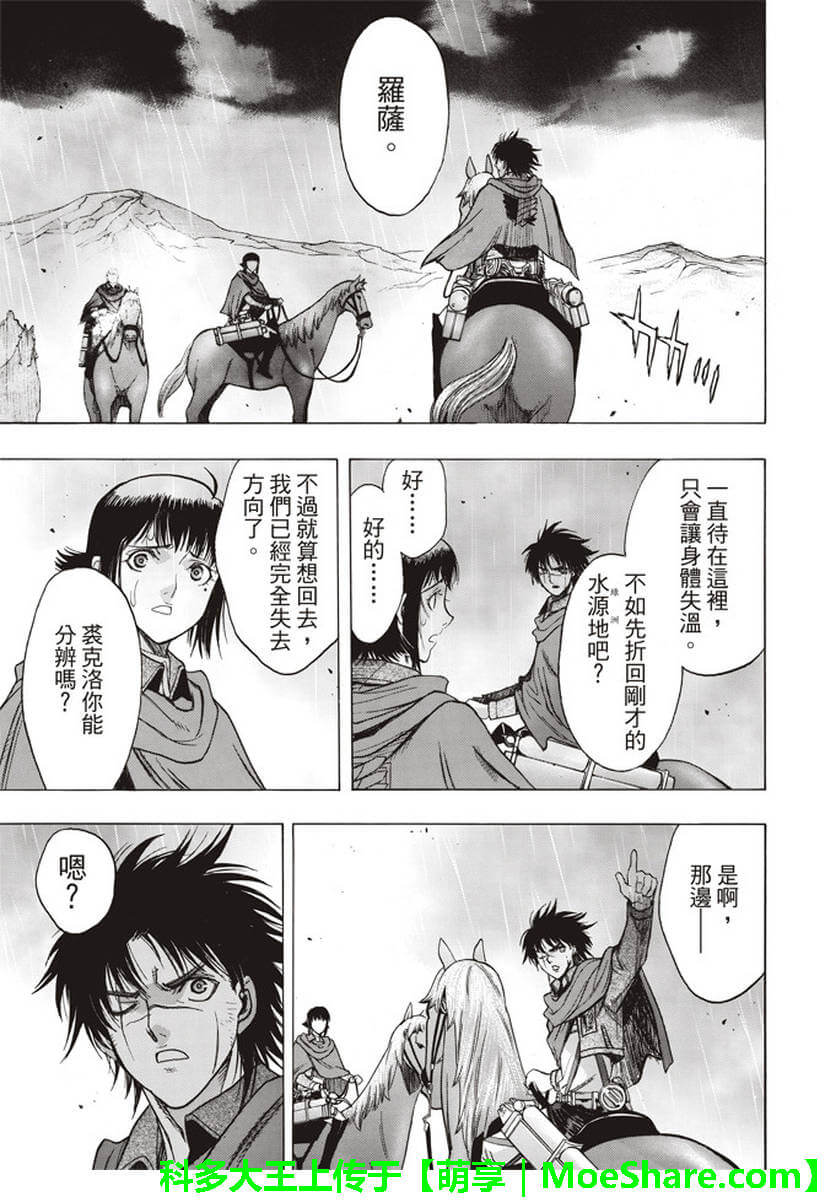 羅薩。
カカッ
一直待在這裡，
只會讓身體失溫。
不如先折回剛才的
水源地吧？
綠洲
好……
好的……
不過就算想回去，
我們已經完全失去
方向了。
裘克洛你能
分辨嗎？
是啊，
那邊——
嗯？
科多大王上传于【萌享】MoeShare.com】